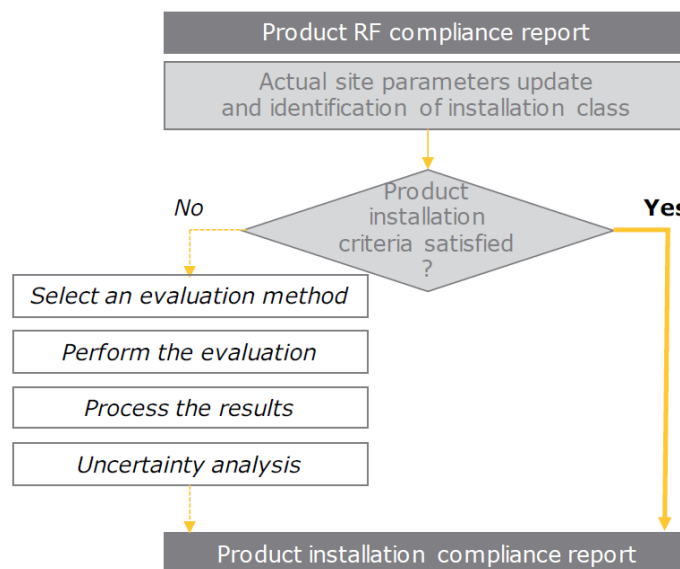 Product RF compliance report
Actual site parameters update
and identification of installation class
Product
installation
criteria satisfied
?
No
Yes
Select an evaluation method
Perform the evaluation
Process the results
Uncertainty analysis
Product installation compliance report